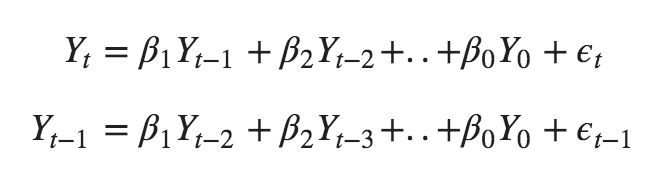 Yₜ = β₁Yₜ₋₁ + β₂Yₜ₋₂+..+β₀Y₀ + ϵₜ
Yₜ₋₁ = β₁Yₜ₋₂ + β₂Yₜ₋₃+..+β₀Y₀ + ϵₜ₋₁